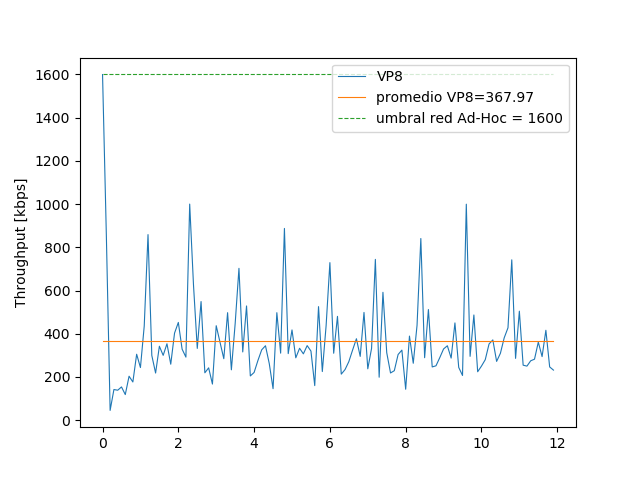 VP8
promedio VP8=367.97
umbral red Ad-Hoc = 1600
Throughput [kbps]
1600
1400
1200
1000
800
600
400
200
0
0 2 4 6 8 10 12